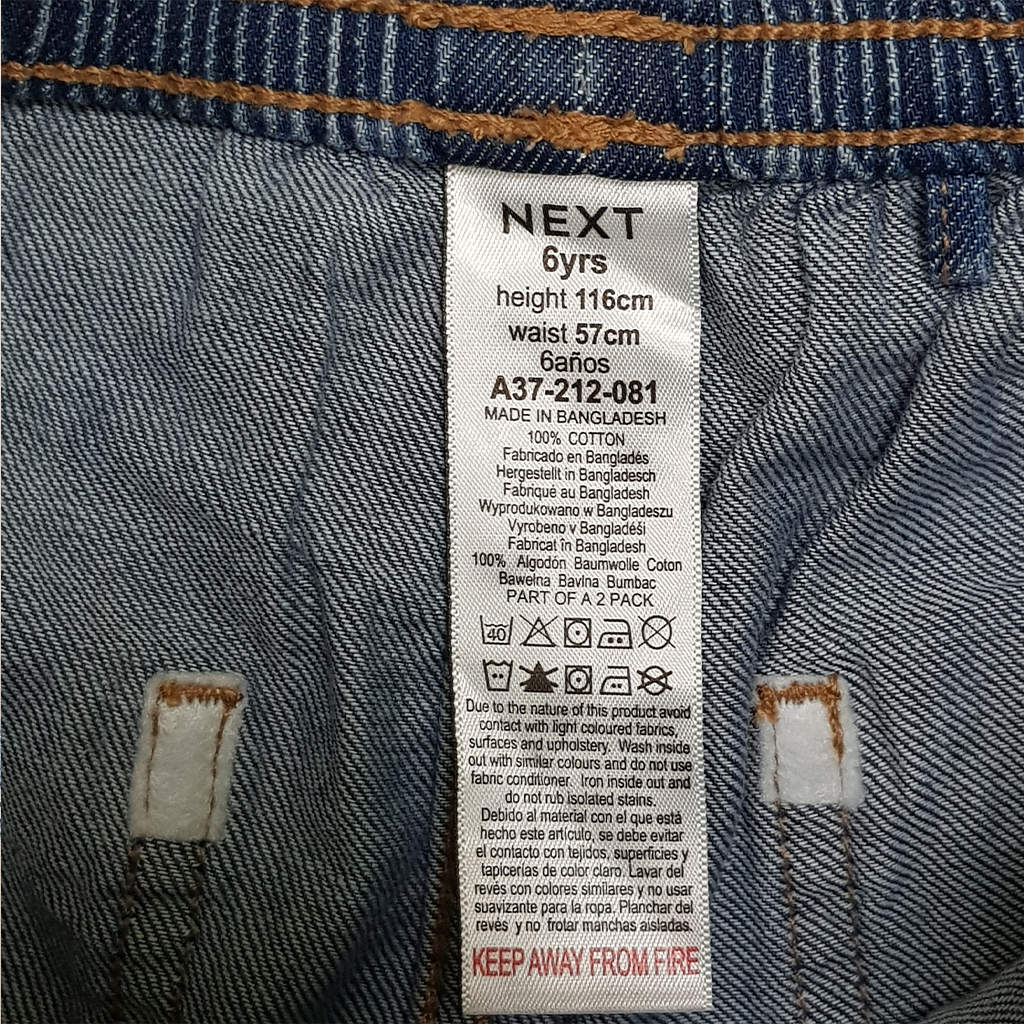 NEXT
6yrs
height 116cm
waist 57cm
6años
A37-212-081
MADE IN BANGLADESH
100% COTTON
Fabricado en Bangladés
Hergestellt in Bangladesch
Fabriqué au Bangladesh
Wyprodukowano w Bangladeszu
Vyrobeno v Bangladéši
Fabricat în Bangladesh
100% Algodón Baumwolle Coton
Bawełna Bavlna Bumbac
PART OF A 2 PACK
40
Due to the nature of this product avoid
contact with light coloured fabrics,
surfaces and upholstery. Wash inside
out with similar colours and do not use
fabric conditioner. Iron inside out and
do not rub isolated stains.
Debido al material con el que está
hecho este artículo, se debe evitar
el contacto con tejidos, superficies y
tapicerías de color claro. Lavar del
revés con colores similares y no usar
suavizante para la ropa. Planchar del
revés y no frotar manchas aisladas.
KEEP AWAY FROM FIRE